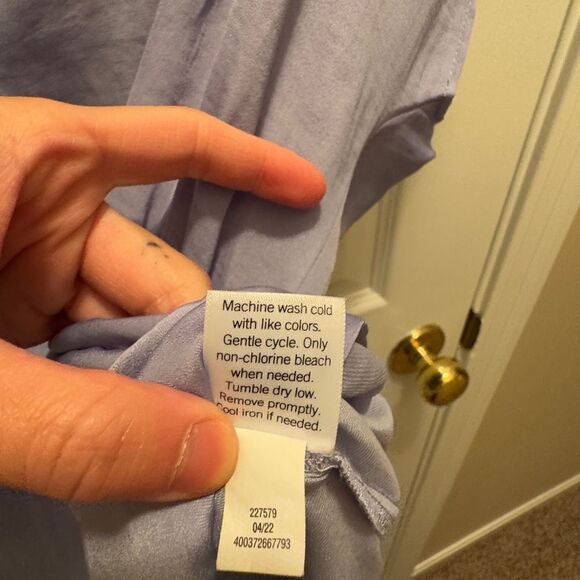 Machine wash cold
with like colors.
Gentle cycle. Only
non-chlorine bleach
when needed.
Tumble dry low.
Remove promptly.
Cool iron if needed.
227579
04/22
400372667793